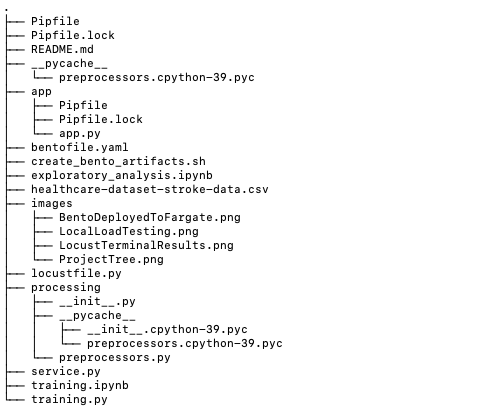 .
├── Pipfile
├── Pipfile.lock
├── README.md
├── __pycache__
│   └── preprocessors.cpython-39.pyc
├── app
│   ├── Pipfile
│   ├── Pipfile.lock
│   └── app.py
├── bentofile.yaml
├── create_bento_artifacts.sh
├── exploratory_analysis.ipynb
├── healthcare-dataset-stroke-data.csv
├── images
│   ├── BentoDeployedToFargate.png
│   ├── LocalLoadTesting.png
│   ├── LocustTerminalResults.png
│   └── ProjectTree.png
├── locustfile.py
├── processing
│   ├── __init__.py
│   ├── __pycache__
│   │   ├── __init__.cpython-39.pyc
│   │   └── preprocessors.cpython-39.pyc
│   └── preprocessors.py
├── service.py
├── training.ipynb
└── training.py